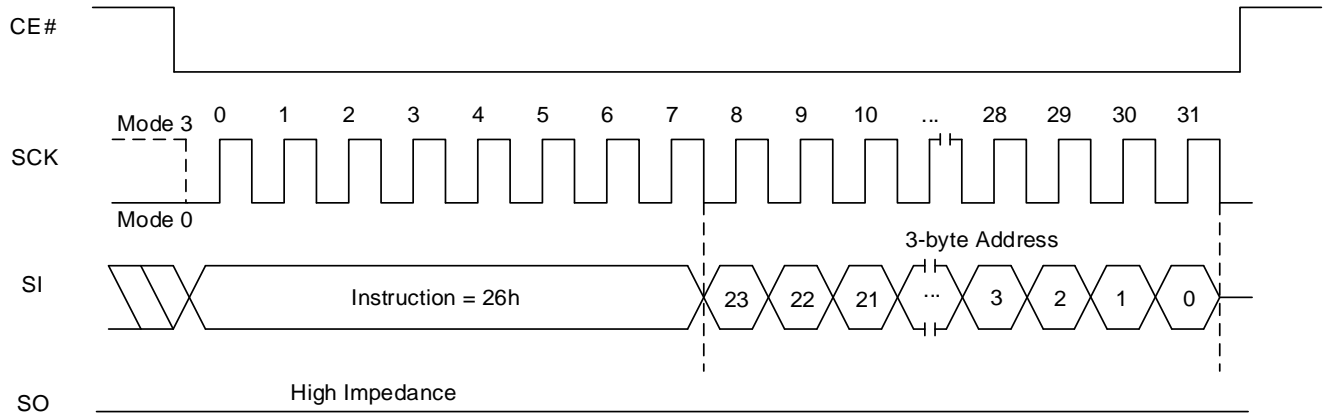 CE#
0 1 2 3 4 5 6 7 8 9 10 ... 28 29 30 31
Mode 3
SCK
Mode 0
3-byte Address
SI
Instruction = 26h
23 22 21 ... 3 2 1 0
High Impedance
SO